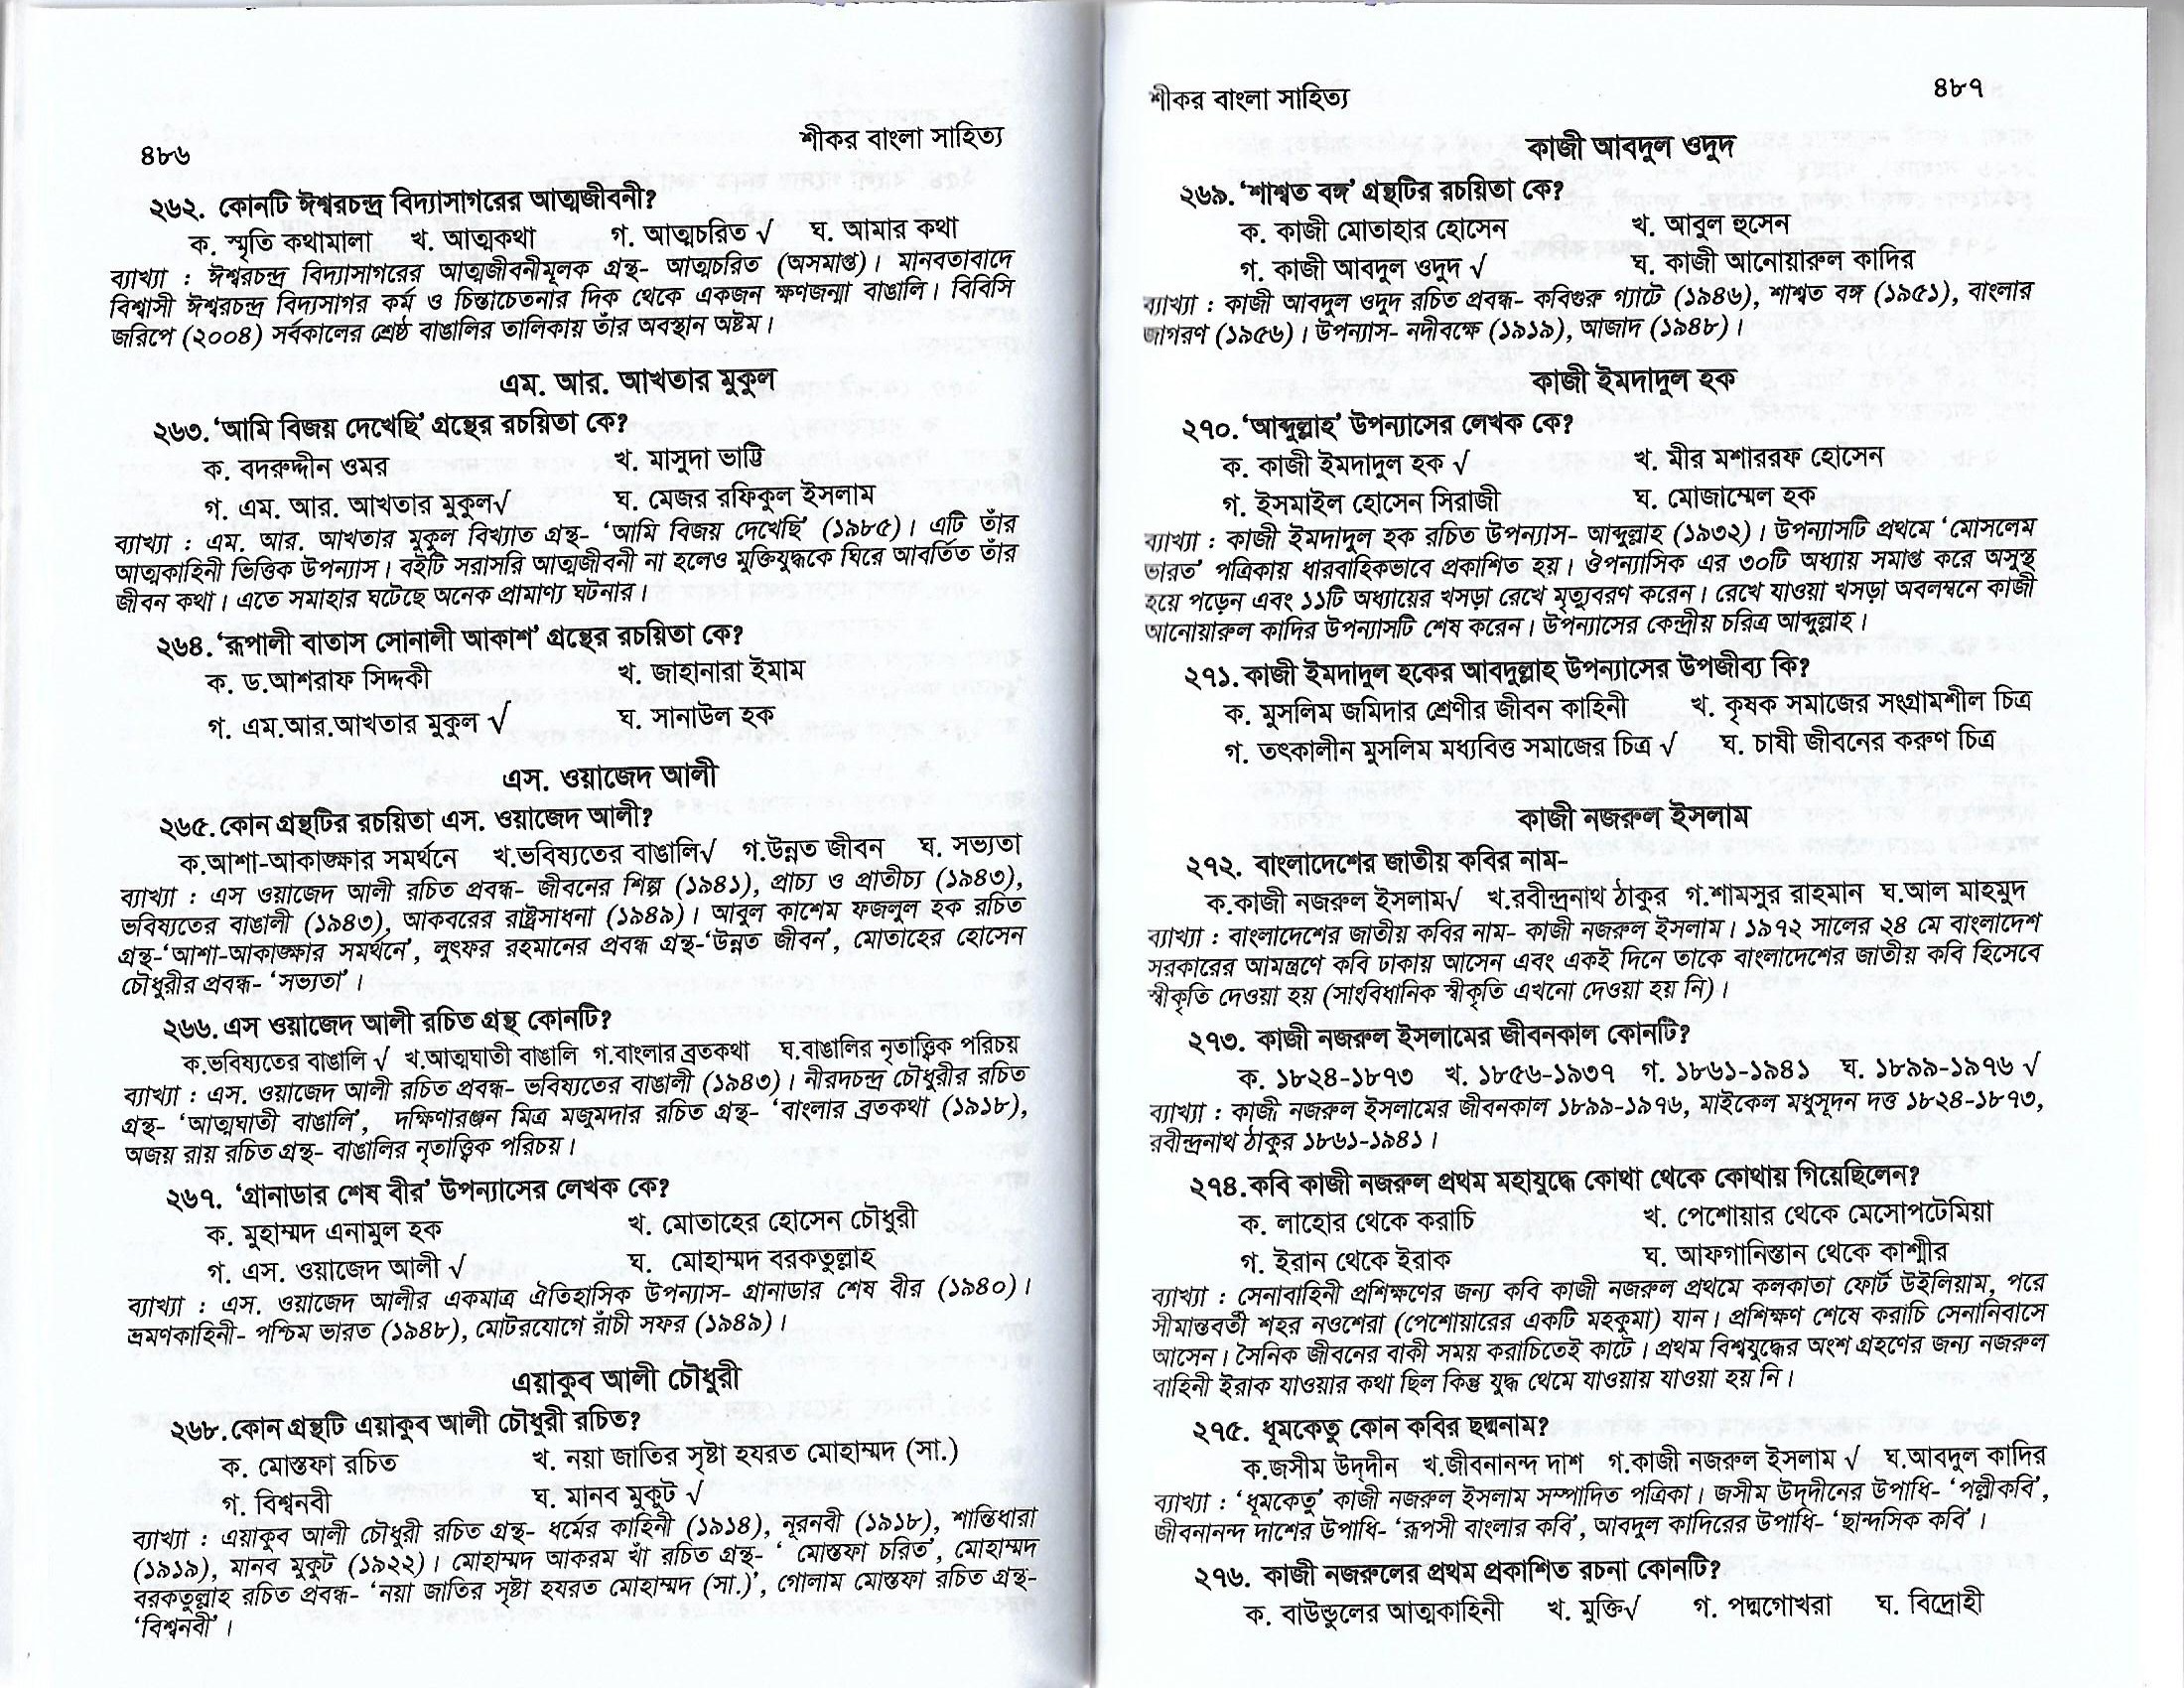 ৪৮৬
শীকর বাংলা সাহিত্য
২৬২. কোনটি ঈশ্বরচন্দ্র বিদ্যাসাগরের আত্মজীবনী?
ক. স্মৃতি কথামালা খ. আত্মকথা গ. আত্মচরিত √ ঘ. আমার কথা
ব্যাখ্যা : ঈশ্বরচন্দ্র বিদ্যাসাগরের আত্মজীবনীমূলক গ্রন্থ- আত্মচরিত (অসমাপ্ত)। মানবতাবাদে
বিশ্বাসী ঈশ্বরচন্দ্র বিদ্যসাগর কর্ম ও চিন্তাচেতনার দিক থেকে একজন ক্ষণজন্মা বাঙালি। বিবিসি
জরিপে (২০০৪) সর্বকালের শ্রেষ্ঠ বাঙালির তালিকায় তাঁর অবস্থান অষ্টম।
এম. আর. আখতার মুকুল
২৬৩. ‘আমি বিজয় দেখেছি’ গ্রন্থের রচয়িতা কে?
ক. বদরুদ্দীন ওমর খ. মাসুদা ভাট্টি
গ. এম. আর. আখতার মুকুল√ ঘ. মেজর রফিকুল ইসলাম
ব্যাখ্যা : এম. আর. আখতার মুকুল বিখ্যাত গ্রন্থ- ‘আমি বিজয় দেখেছি’ (১৯৮৫)। এটি তাঁর
আত্মকাহিনী ভিত্তিক উপন্যাস। বইটি সরাসরি আত্মজীবনী না হলেও মুক্তিযুদ্ধকে ঘিরে আবর্তিত তাঁর
জীবন কথা। এতে সমাহার ঘটেছে অনেক প্রামাণ্য ঘটনার।
২৬৪. ‘রূপালী বাতাস সোনালী আকাশ’ গ্রন্থের রচয়িতা কে?
ক. ড.আশরাফ সিদ্দকী খ. জাহানারা ইমাম
গ. এম.আর.আখতার মুকুল √ ঘ. সানাউল হক
এস. ওয়াজেদ আলী
২৬৫. কোন গ্রন্থটির রচয়িতা এস. ওয়াজেদ আলী?
ক.আশা-আকাঙ্ক্ষার সমর্থনে খ.ভবিষ্যতের বাঙালি√ গ.উন্নত জীবন ঘ. সভ্যতা
ব্যাখ্যা : এস ওয়াজেদ আলী রচিত প্রবন্ধ- জীবনের শিল্প (১৯৪১), প্রাচ্য ও প্রাতীচ্য (১৯৪৩),
ভবিষ্যতের বাঙালী (১৯৪৩), আকবরের রাষ্ট্রসাধনা (১৯৪৯)। আবুল কাশেম ফজলুল হক রচিত
গ্রন্থ-‘আশা-আকাঙ্ক্ষার সমর্থনে’, লুৎফর রহমানের প্রবন্ধ গ্রন্থ-‘উন্নত জীবন’, মোতাহের হোসেন
চৌধুরীর প্রবন্ধ- ‘সভ্যতা’।
২৬৬. এস ওয়াজেদ আলী রচিত গ্রন্থ কোনটি?
ক.ভবিষ্যতের বাঙালি √ খ.আত্মঘাতী বাঙালি গ.বাংলার ব্রতকথা ঘ.বাঙালির নৃতাত্ত্বিক পরিচয়
ব্যাখ্যা : এস. ওয়াজেদ আলী রচিত প্রবন্ধ- ভবিষ্যতের বাঙালী (১৯৪৩)। নীরদচন্দ্র চৌধুরীর রচিত
গ্রন্থ- ‘আত্মঘাতী বাঙালি’, দক্ষিণারঞ্জন মিত্র মজুমদার রচিত গ্রন্থ- ‘বাংলার ব্রতকথা (১৯১৮),
অজয় রায় রচিত গ্রন্থ- বাঙালির নৃতাত্ত্বিক পরিচয়।
২৬৭. ‘গ্রানাডার শেষ বীর’ উপন্যাসের লেখক কে?
ক. মুহাম্মদ এনামুল হক খ. মোতাহের হোসেন চৌধুরী
গ. এস. ওয়াজেদ আলী √ ঘ. মোহাম্মদ বরকতুল্লাহ
ব্যাখ্যা : এস. ওয়াজেদ আলীর একমাত্র ঐতিহাসিক উপন্যাস- গ্রানাডার শেষ বীর (১৯৪০)।
ভ্রমণকাহিনী- পশ্চিম ভারত (১৯৪৮), মোটরযোগে রাঁচী সফর (১৯৪৯)।
এয়াকুব আলী চৌধুরী
২৬৮. কোন গ্রন্থটি এয়াকুব আলী চৌধুরী রচিত?
ক. মোস্তফা রচিত খ. নয়া জাতির সৃষ্টা হযরত মোহাম্মদ (সা.)
গ. বিশ্বনবী ঘ. মানব মুকুট √
ব্যাখ্যা : এয়াকুব আলী চৌধুরী রচিত গ্রন্থ- ধর্মের কাহিনী (১৯১৪), নূরনবী (১৯১৮), শান্তিধারা
(১৯১৯), মানব মুকুট (১৯২২)। মোহাম্মদ আকরম খাঁ রচিত গ্রন্থ- ‘ মোস্তফা চরিত’, মোহাম্মদ
বরকতুল্লাহ রচিত প্রবন্ধ- ‘নয়া জাতির সৃষ্টা হযরত মোহাম্মদ (সা.)’, গোলাম মোস্তফা রচিত গ্রন্থ-
‘বিশ্বনবী’।
শীকর বাংলা সাহিত্য
৪৮৭
কাজী আবদুল ওদুদ
২৬৯. ‘শাশ্বত বঙ্গ’ গ্রন্থটির রচয়িতা কে?
ক. কাজী মোতাহার হোসেন খ. আবুল হুসেন
গ. কাজী আবদুল ওদুদ √ ঘ. কাজী আনোয়ারুল কাদির
ব্যাখ্যা : কাজী আবদুল ওদুদ রচিত প্রবন্ধ- কবিগুরু গ্যাটে (১৯৪৬), শাশ্বত বঙ্গ (১৯৫১), বাংলার
জাগরণ (১৯৫৬)। উপন্যাস- নদীবক্ষে (১৯১৯), আজাদ (১৯৪৮)।
কাজী ইমদাদুল হক
২৭০. ‘আব্দুল্লাহ’ উপন্যাসের লেখক কে?
ক. কাজী ইমদাদুল হক √ খ. মীর মশাররফ হোসেন
গ. ইসমাইল হোসেন সিরাজী ঘ. মোজাম্মেল হক
ব্যাখ্যা : কাজী ইমদাদুল হক রচিত উপন্যাস- আব্দুল্লাহ (১৯৩২)। উপন্যাসটি প্রথমে ‘মোসলেম
ভারত’ পত্রিকায় ধারবাহিকভাবে প্রকাশিত হয়। ঔপন্যাসিক এর ৩০টি অধ্যায় সমাপ্ত করে অসুস্থ
হয়ে পড়েন এবং ১১টি অধ্যায়ের খসড়া রেখে মৃত্যুবরণ করেন। রেখে যাওয়া খসড়া অবলম্বনে কাজী
আনোয়ারুল কাদির উপন্যাসটি শেষ করেন। উপন্যাসের কেন্দ্রীয় চরিত্র আব্দুল্লাহ।
২৭১. কাজী ইমদাদুল হকের আবদুল্লাহ উপন্যাসের উপজীব্য কি?
ক. মুসলিম জমিদার শ্রেণীর জীবন কাহিনী খ. কৃষক সমাজের সংগ্রামশীল চিত্র
গ. তৎকালীন মুসলিম মধ্যবিত্ত সমাজের চিত্র √ ঘ. চাষী জীবনের করুণ চিত্র
কাজী নজরুল ইসলাম
২৭২. বাংলাদেশের জাতীয় কবির নাম-
ক.কাজী নজরুল ইসলাম√ খ.রবীন্দ্রনাথ ঠাকুর গ.শামসুর রাহমান ঘ.আল মাহমুদ
ব্যাখ্যা : বাংলাদেশের জাতীয় কবির নাম- কাজী নজরুল ইসলাম। ১৯৭২ সালের ২৪ মে বাংলাদেশ
সরকারের আমন্ত্রণে কবি ঢাকায় আসেন এবং একই দিনে তাকে বাংলাদেশের জাতীয় কবি হিসেবে
স্বীকৃতি দেওয়া হয় (সাংবিধানিক স্বীকৃতি এখনো দেওয়া হয় নি)।
২৭৩. কাজী নজরুল ইসলামের জীবনকাল কোনটি?
ক. ১৮২৪-১৮৭৩ খ. ১৮৫৬-১৯৩৭ গ. ১৮৬১-১৯৪১ ঘ. ১৮৯৯-১৯৭৬ √
ব্যাখ্যা : কাজী নজরুল ইসলামের জীবনকাল ১৮৯৯-১৯৭৬, মাইকেল মধুসূদন দত্ত ১৮২৪-১৮৭৩,
রবীন্দ্রনাথ ঠাকুর ১৮৬১-১৯৪১।
২৭৪. কবি কাজী নজরুল প্রথম মহাযুদ্ধে কোথা থেকে কোথায় গিয়েছিলেন?
ক. লাহোর থেকে করাচি খ. পেশোয়ার থেকে মেসোপটেমিয়া
গ. ইরান থেকে ইরাক ঘ. আফগানিস্তান থেকে কাশ্মীর
ব্যাখ্যা : সেনাবাহিনী প্রশিক্ষণের জন্য কবি কাজী নজরুল প্রথমে কলকাতা ফোর্ট উইলিয়াম, পরে
সীমান্তবর্তী শহর নওশেরা (পেশোয়ারের একটি মহকুমা) যান। প্রশিক্ষণ শেষে করাচি সেনানিবাসে
আসেন। সৈনিক জীবনের বাকী সময় করাচিতেই কাটে। প্রথম বিশ্বযুদ্ধের অংশ গ্রহণের জন্য নজরুল
বাহিনী ইরাক যাওয়ার কথা ছিল কিন্তু যুদ্ধ থেমে যাওয়ায় যাওয়া হয় নি।
২৭৫. ধূমকেতু কোন কবির ছদ্মনাম?
ক.জসীম উদ্‌দীন খ.জীবনানন্দ দাশ গ.কাজী নজরুল ইসলাম √ ঘ.আবদুল কাদির
ব্যাখ্যা : ‘ধূমকেতু’ কাজী নজরুল ইসলাম সম্পাদিত পত্রিকা। জসীম উদ্‌দীনের উপাধি- ‘পল্লীকবি’,
জীবনানন্দ দাশের উপাধি- ‘রূপসী বাংলার কবি’, আবদুল কাদিরের উপাধি- ‘ছান্দসিক কবি’।
২৭৬. কাজী নজরুলের প্রথম প্রকাশিত রচনা কোনটি?
ক. বাউন্ডুলের আত্মকাহিনী খ. মুক্তি√ গ. পদ্মগোখরা ঘ. বিদ্রোহী